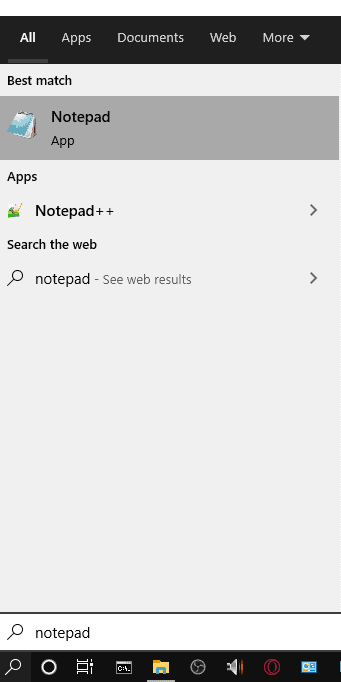 All Apps Documents Web More
Best match
Notepad
App
Apps
Notepad++
Search the web
notepad - See web results
notepad